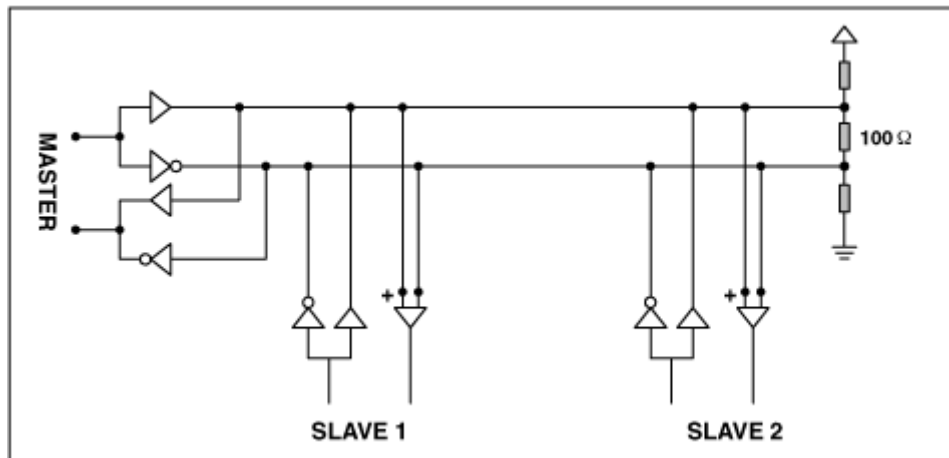 MASTER
100 Ω
+
+
SLAVE 1
SLAVE 2